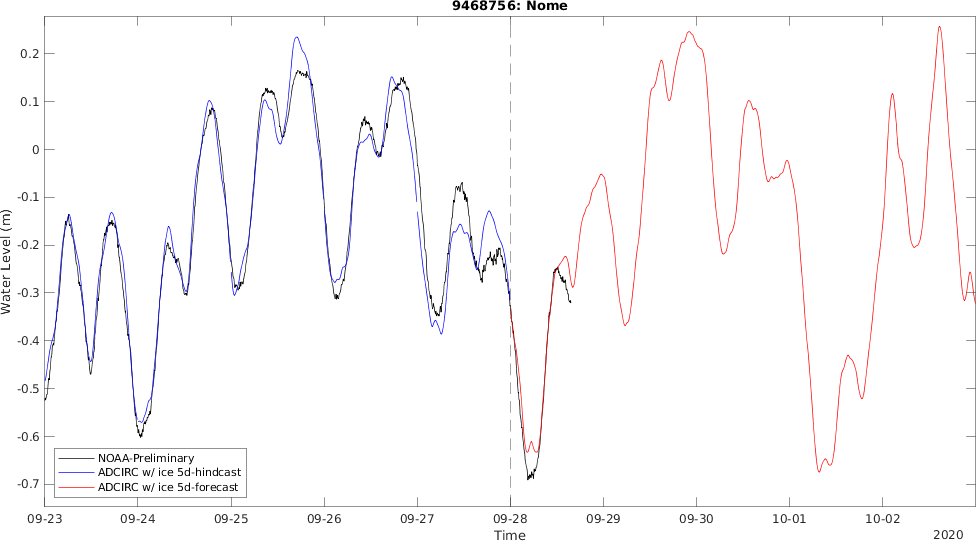 9468756: Nome
0.2
0.1
0
-0.1
-0.2
-0.3
-0.4
-0.5
-0.6
-0.7
Water Level (m)
NOAA-Preliminary
ADCIRC w/ ice 5d-hindcast
ADCIRC w/ ice 5d-forecast
09-23 09-24 09-25 09-26 09-27 09-28 09-29 09-30 10-01 10-02
Time
2020